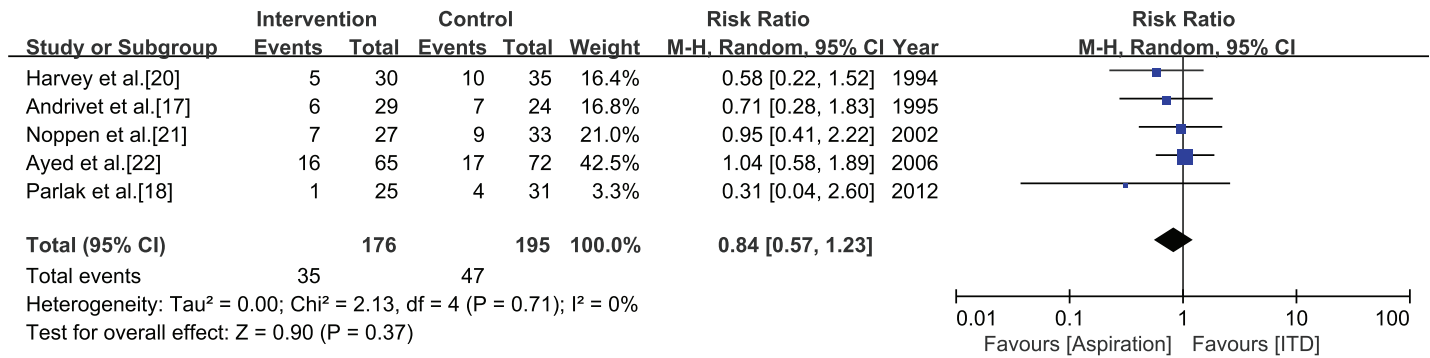 Intervention Control Risk Ratio Risk Ratio
Study or Subgroup Events Total Events Total Weight M-H, Random, 95% CI Year M-H, Random, 95% CI
Harvey et al.[20] 5 30 10 35 16.4% 0.58 [0.22, 1.52] 1994
Andrivet et al.[17] 6 29 7 24 16.8% 0.71 [0.28, 1.83] 1995
Noppen et al.[21] 7 27 9 33 21.0% 0.95 [0.41, 2.22] 2002
Ayed et al.[22] 16 65 17 72 42.5% 1.04 [0.58, 1.89] 2006
Parlak et al.[18] 1 25 4 31 3.3% 0.31 [0.04, 2.60] 2012
Total (95% CI) 176 195 100.0% 0.84 [0.57, 1.23]
Total events 35 47
Heterogeneity: Tau² = 0.00; Chi² = 2.13, df = 4 (P = 0.71); I² = 0%
Test for overall effect: Z = 0.90 (P = 0.37)
0.01 0.1 1 10 100
Favours [Aspiration] Favours [ITD]